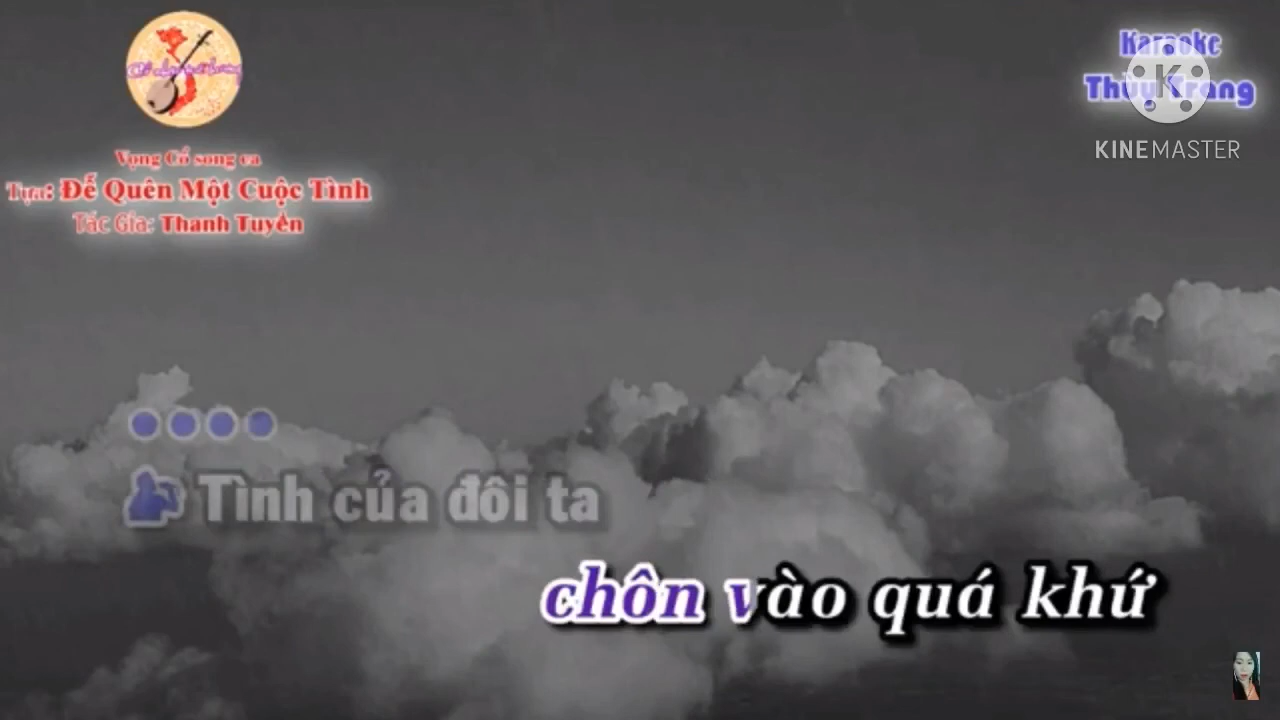 Karaoke
Thùy Trang
KINEMASTER
Vọng Cổ song ca
Tựa: Để Quên Một Cuộc Tình
Tác Gỉa: Thanh Tuyền
Tình của đôi ta
chôn vào quá khứ